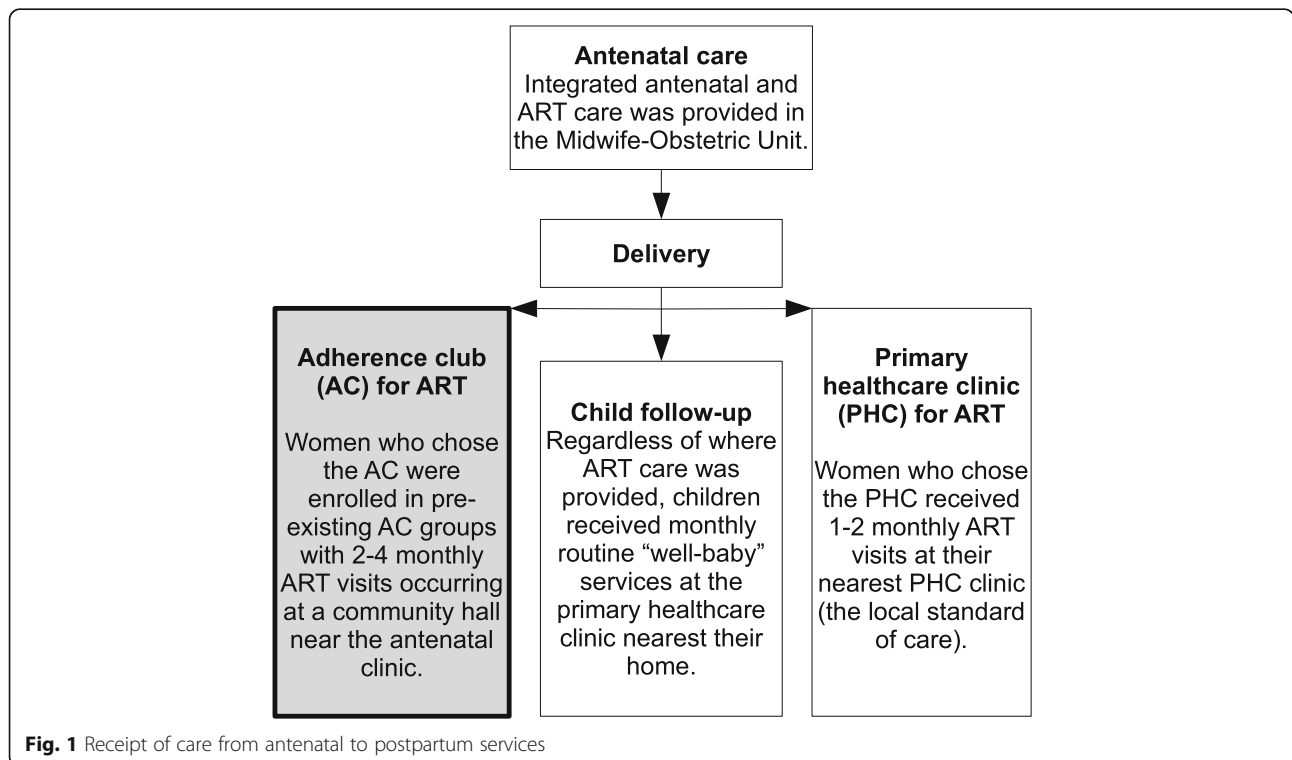 Antenatal care
Integrated antenatal and
ART care was provided in
the Midwife-Obstetric Unit.
Delivery
Adherence club
(AC) for ART
Women who chose
the AC were
enrolled in pre-
existing AC groups
with 2-4 monthly
ART visits occurring
at a community hall
near the antenatal
clinic.
Child follow-up
Regardless of where
ART care was
provided, children
received monthly
routine “well-baby”
services at the
primary healthcare
clinic nearest their
home.
Primary
healthcare clinic
(PHC) for ART
Women who chose
the PHC received
1-2 monthly ART
visits at their
nearest PHC clinic
(the local standard
of care).
Fig. 1 Receipt of care from antenatal to postpartum services